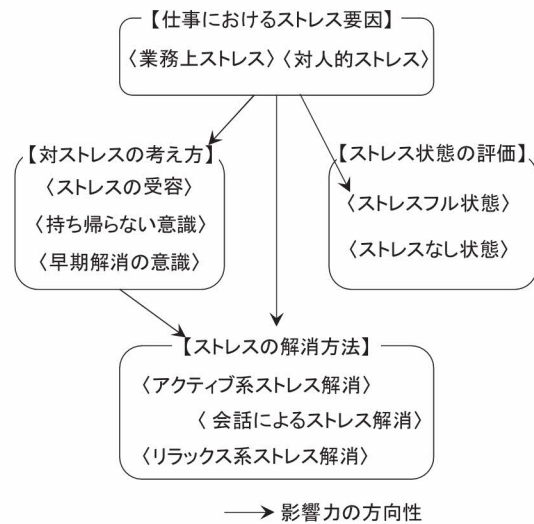 【仕事におけるストレス要因】
〈業務上ストレス〉〈対人的ストレス〉
【対ストレスの考え方】
〈ストレスの受容〉
〈持ち帰らない意識〉
〈早期解消の意識〉
【ストレス状態の評価】
〈ストレスフル状態〉
〈ストレスなし状態〉
【ストレスの解消方法】
〈アクティブ系ストレス解消〉
〈会話によるストレス解消〉
〈リラックス系ストレス解消〉
影響力の方向性